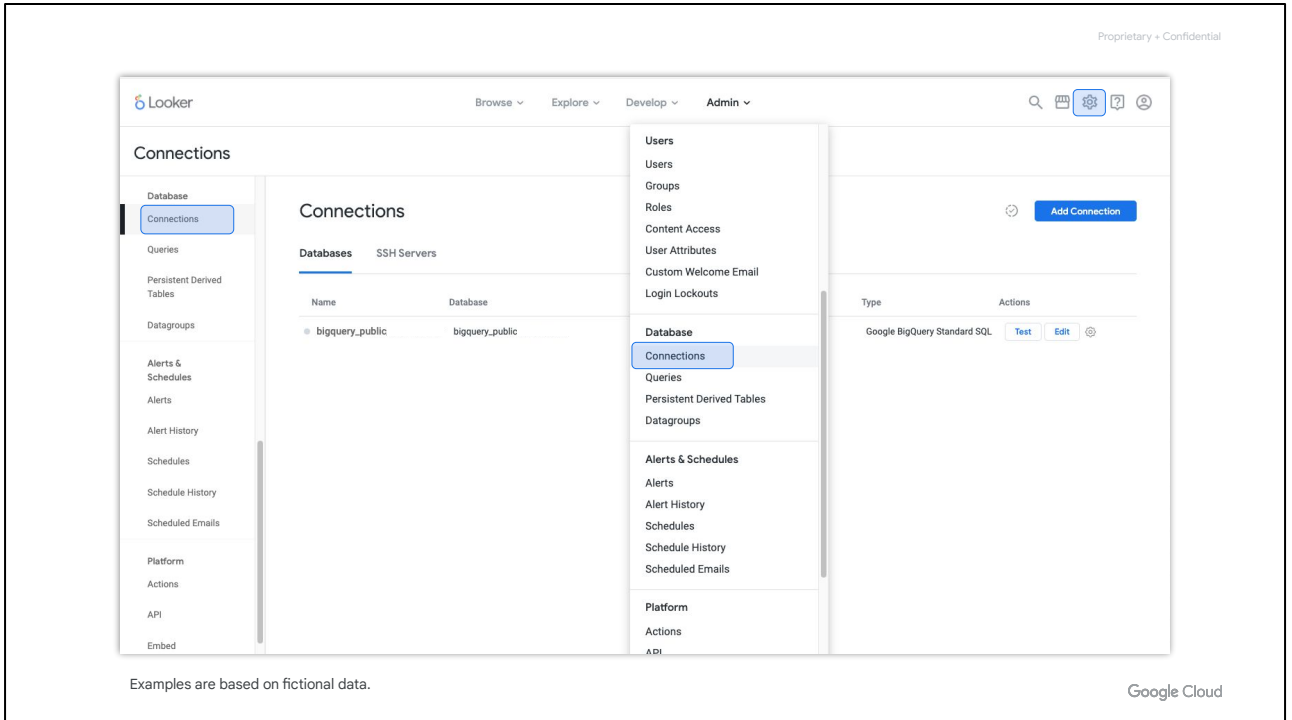 Proprietary + Confidential
Looker
Browse
Explore
Develop
Admin
Connections
Database
Connections
Queries
Persistent Derived
Tables
Datagroups
Alerts &
Schedules
Alerts
Alert History
Schedules
Schedule History
Scheduled Emails
Platform
Actions
API
Embed
Connections
Add Connection
Databases SSH Servers
Name Database Type Actions
bigquery_public bigquery_public Google BigQuery Standard SQL Test Edit
Users
Users
Groups
Roles
Content Access
User Attributes
Custom Welcome Email
Login Lockouts
Database
Connections
Queries
Persistent Derived Tables
Datagroups
Alerts & Schedules
Alerts
Alert History
Schedules
Schedule History
Scheduled Emails
Platform
Actions
API
Examples are based on fictional data.
Google Cloud